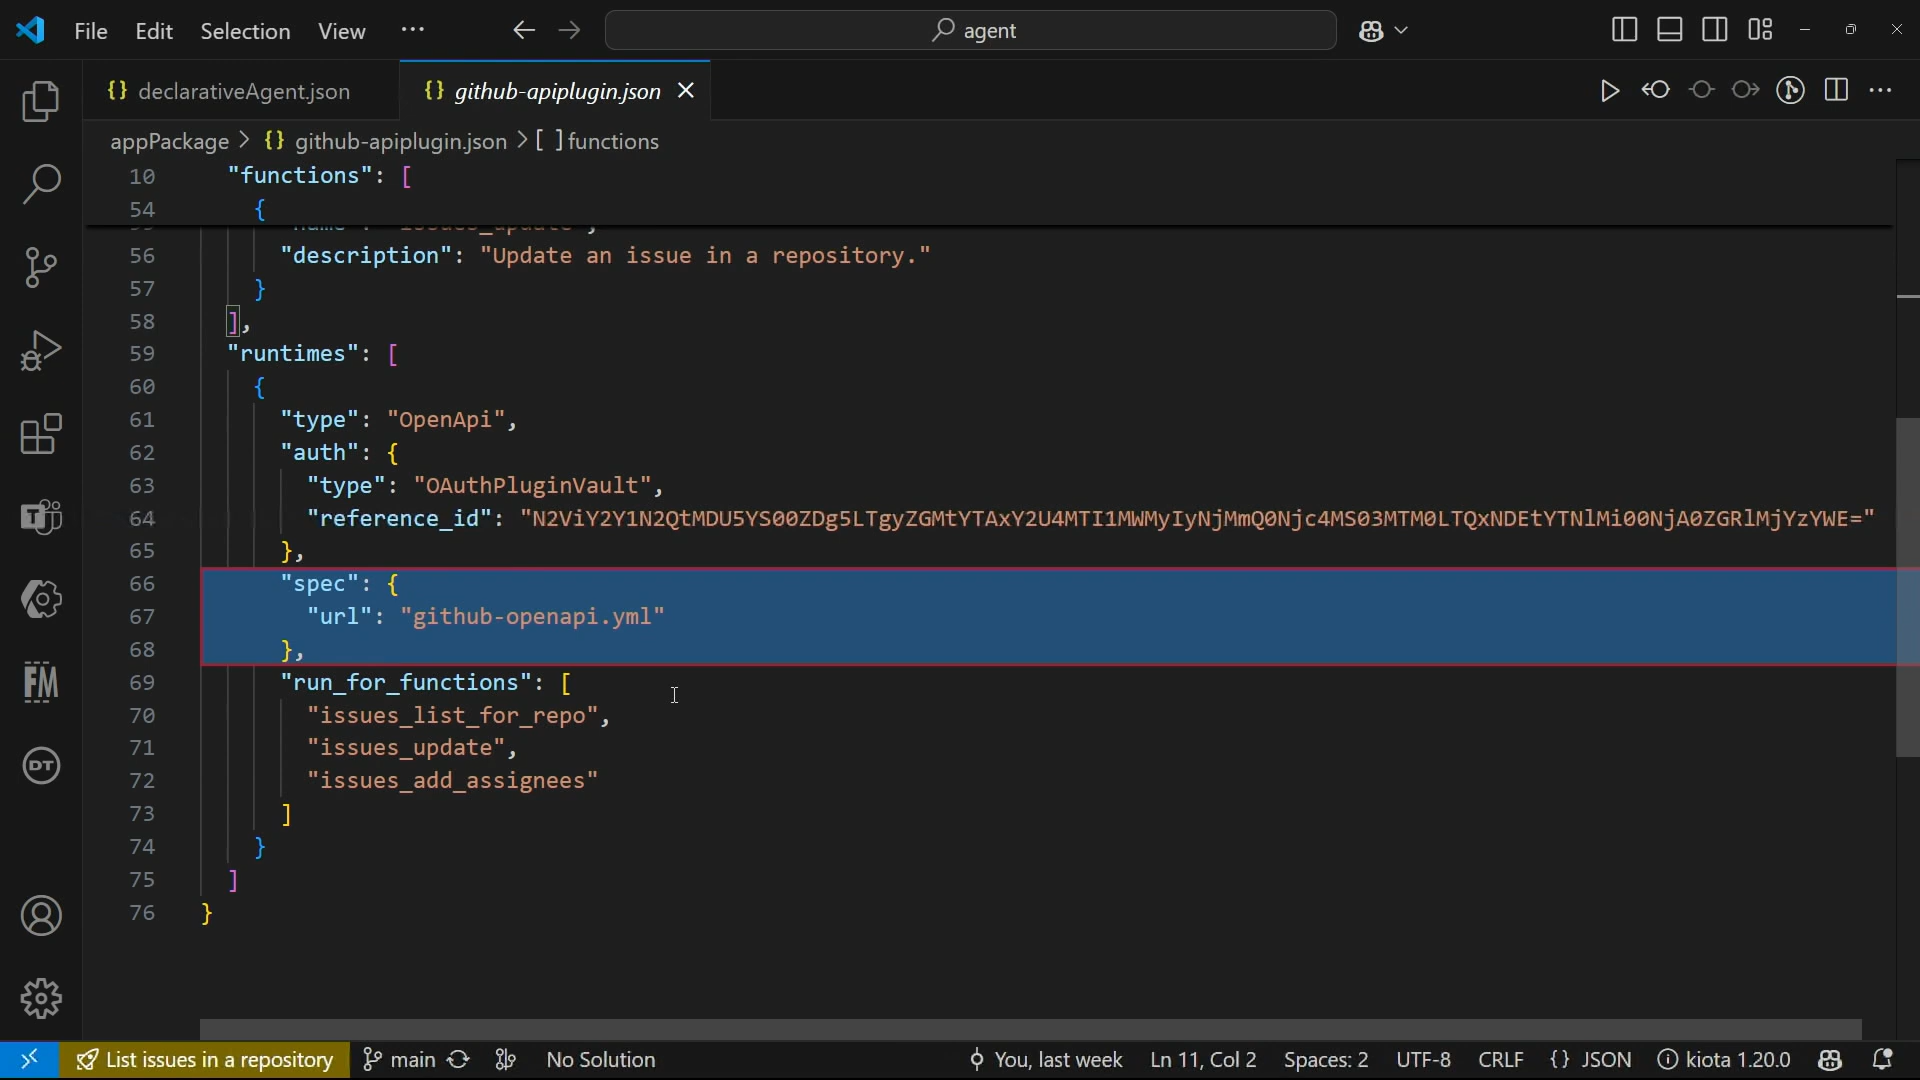 File Edit Selection View ··· agent
declarativeAgent.json github-apiplugin.json
appPackage > {} github-apiplugin.json > [ ] functions
10 "functions": [
54 {
56 "description": "Update an issue in a repository."
57 }
58 ],
59 "runtimes": [
60 {
61 "type": "OpenApi",
62 "auth": {
63 "type": "OAuthPluginVault",
64 "reference_id": "N2ViY2Y1N2QtMDU5YS00ZDg5LTgyZGMtYTAxY2U4MTI1MWMyIyNjMmQ0Njc4MS03MTM0LTQxNDEtYTNlMi00NjA0ZGRlMjYzYWE="
65 },
66 "spec": {
67 "url": "github-openapi.yml"
68 },
69 "run_for_functions": [
70 "issues_list_for_repo",
71 "issues_update",
72 "issues_add_assignees"
73 ]
74 }
75 ]
76 }
T
FM
DT
List issues in a repository main No Solution You, last week Ln 11, Col 2 Spaces: 2 UTF-8 CRLF {} JSON kiota 1.20.0